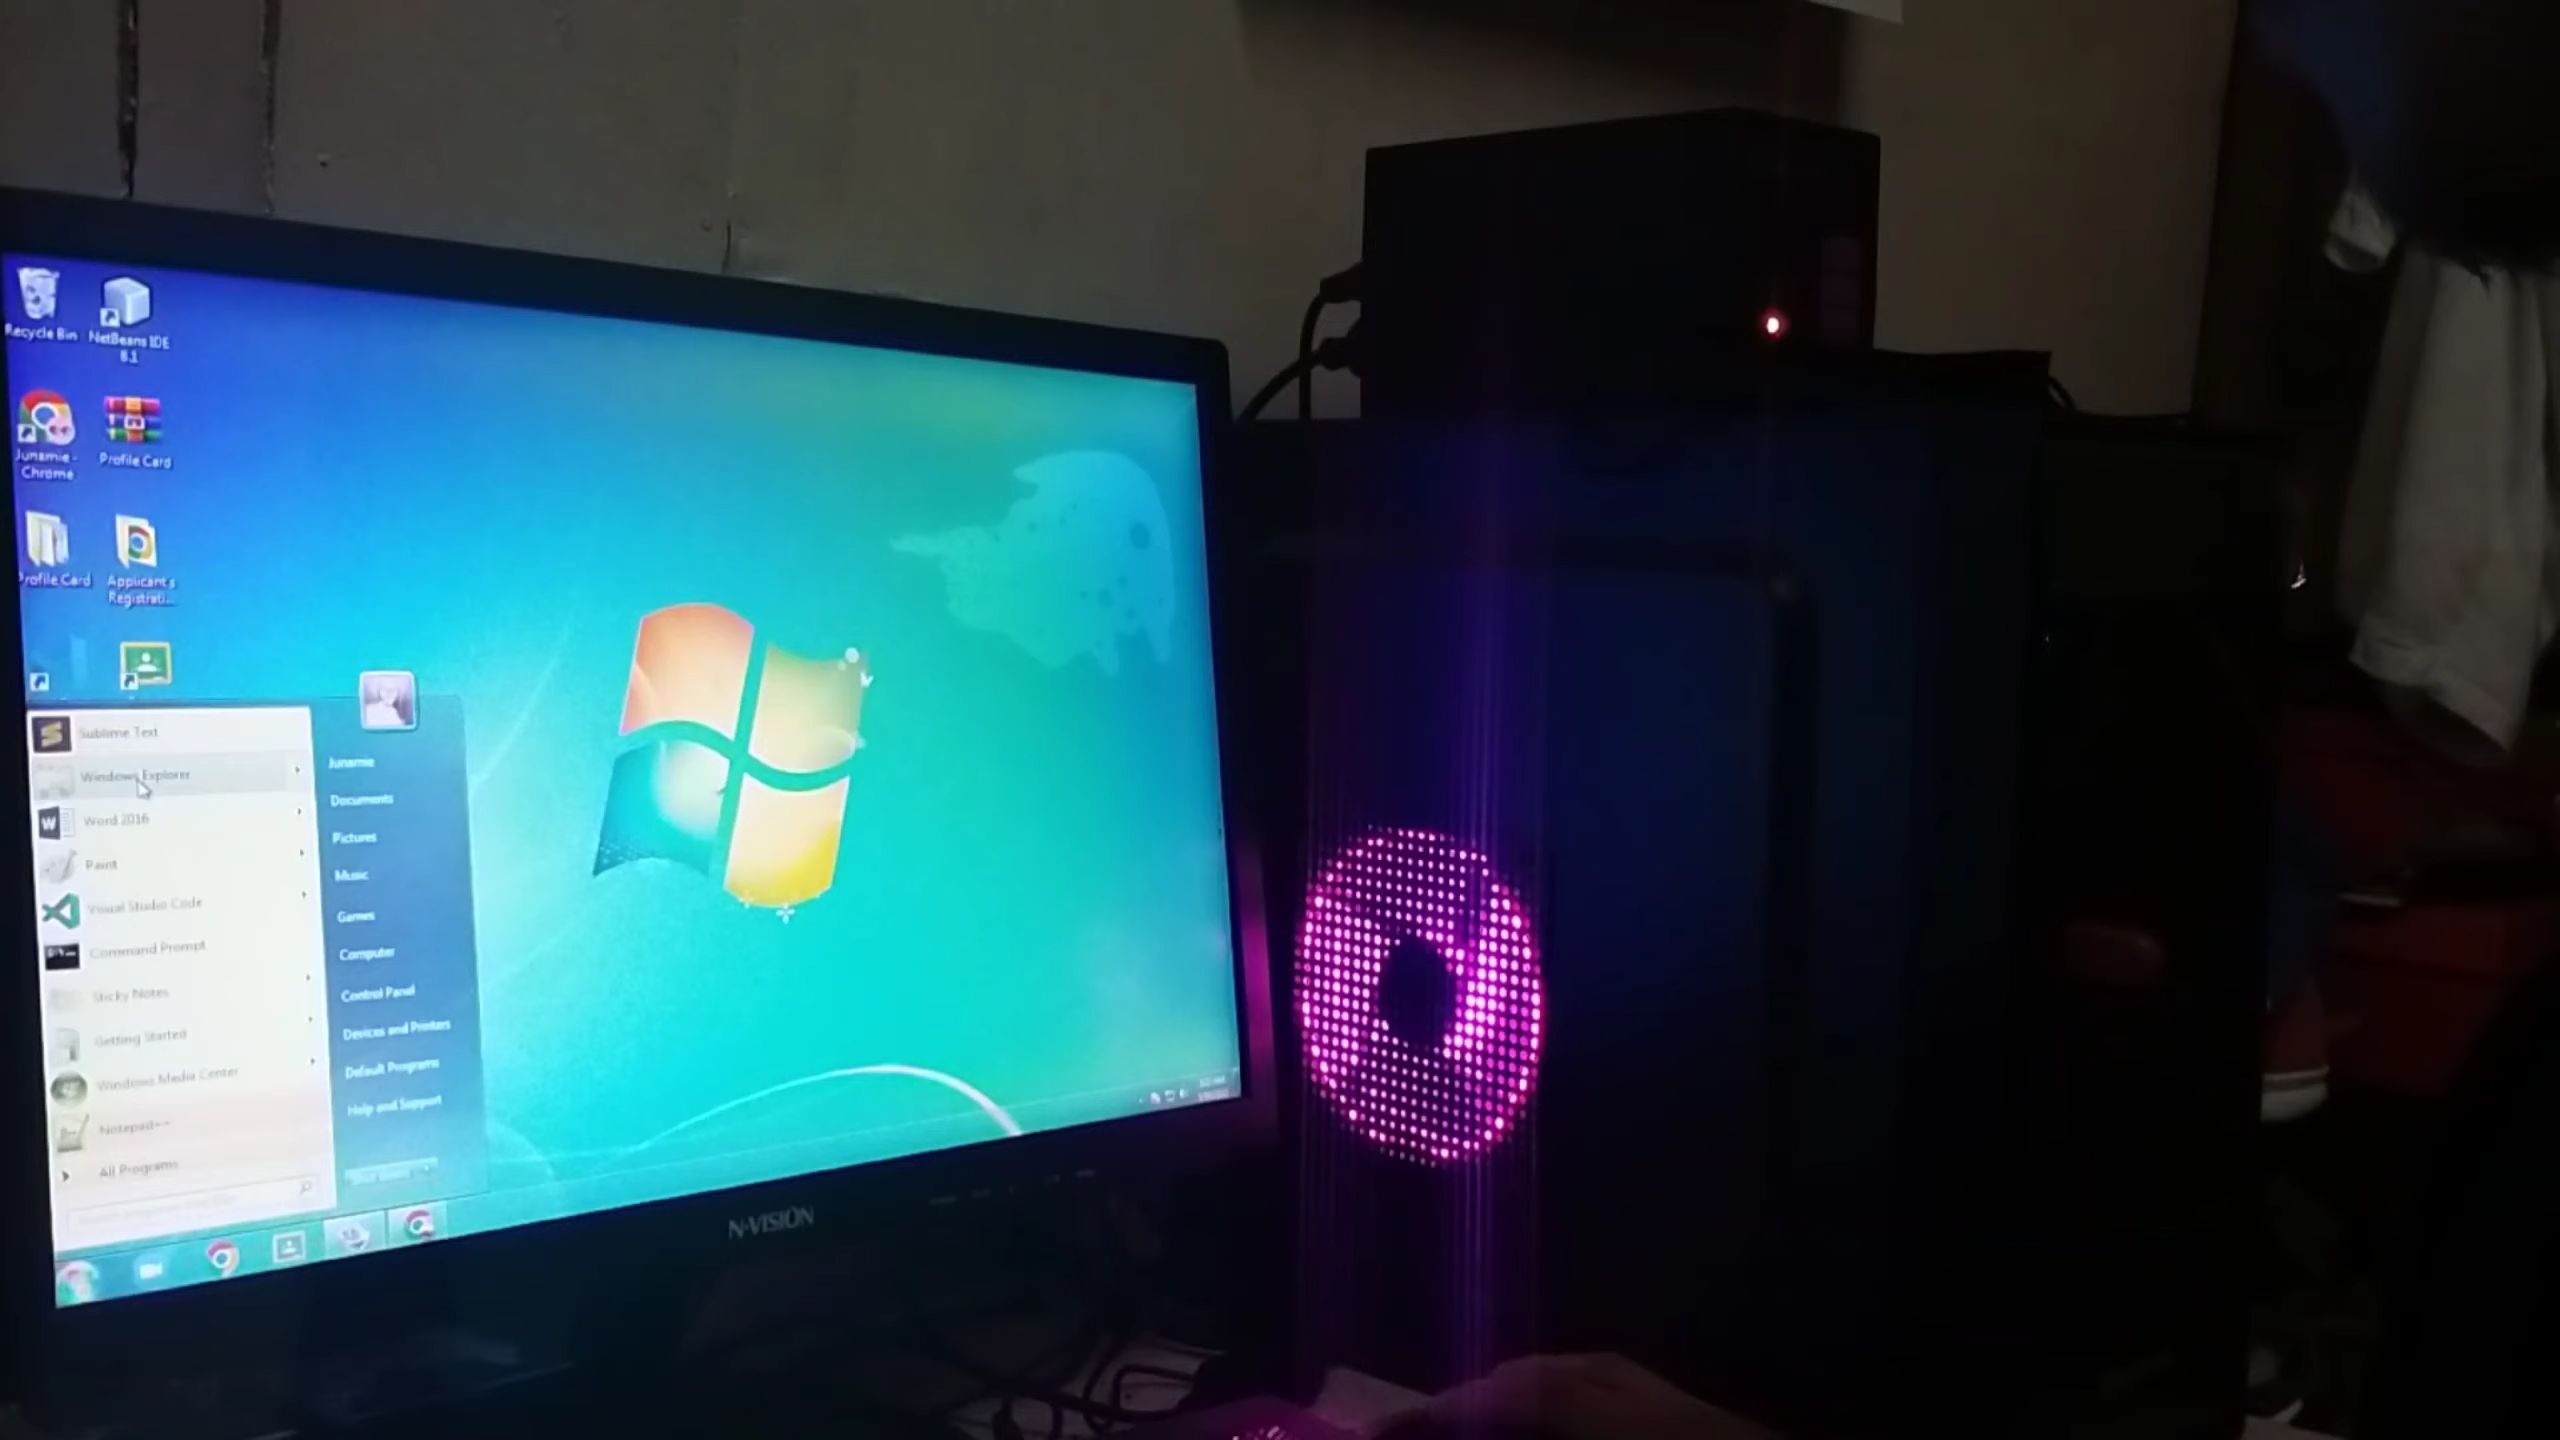 Recycle Bin
NetBeans IDE
8.1
Junamie -
Chrome
Profile Card
Profile Card
Applicant's
Registrati...
Sublime Text
Windows Explorer
Word 2016
Paint
Visual Studio Code
Command Prompt
Sticky Notes
Getting Started
Windows Media Center
Notepad++
All Programs
Junamie
Documents
Pictures
Music
Games
Computer
Control Panel
Devices and Printers
Default Programs
Help and Support
N-VISION